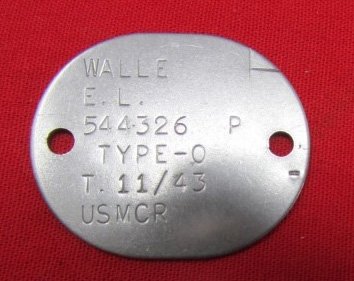 WALLE
E. L.
544326 P
TYPE-O
T. 11/43
USMCR